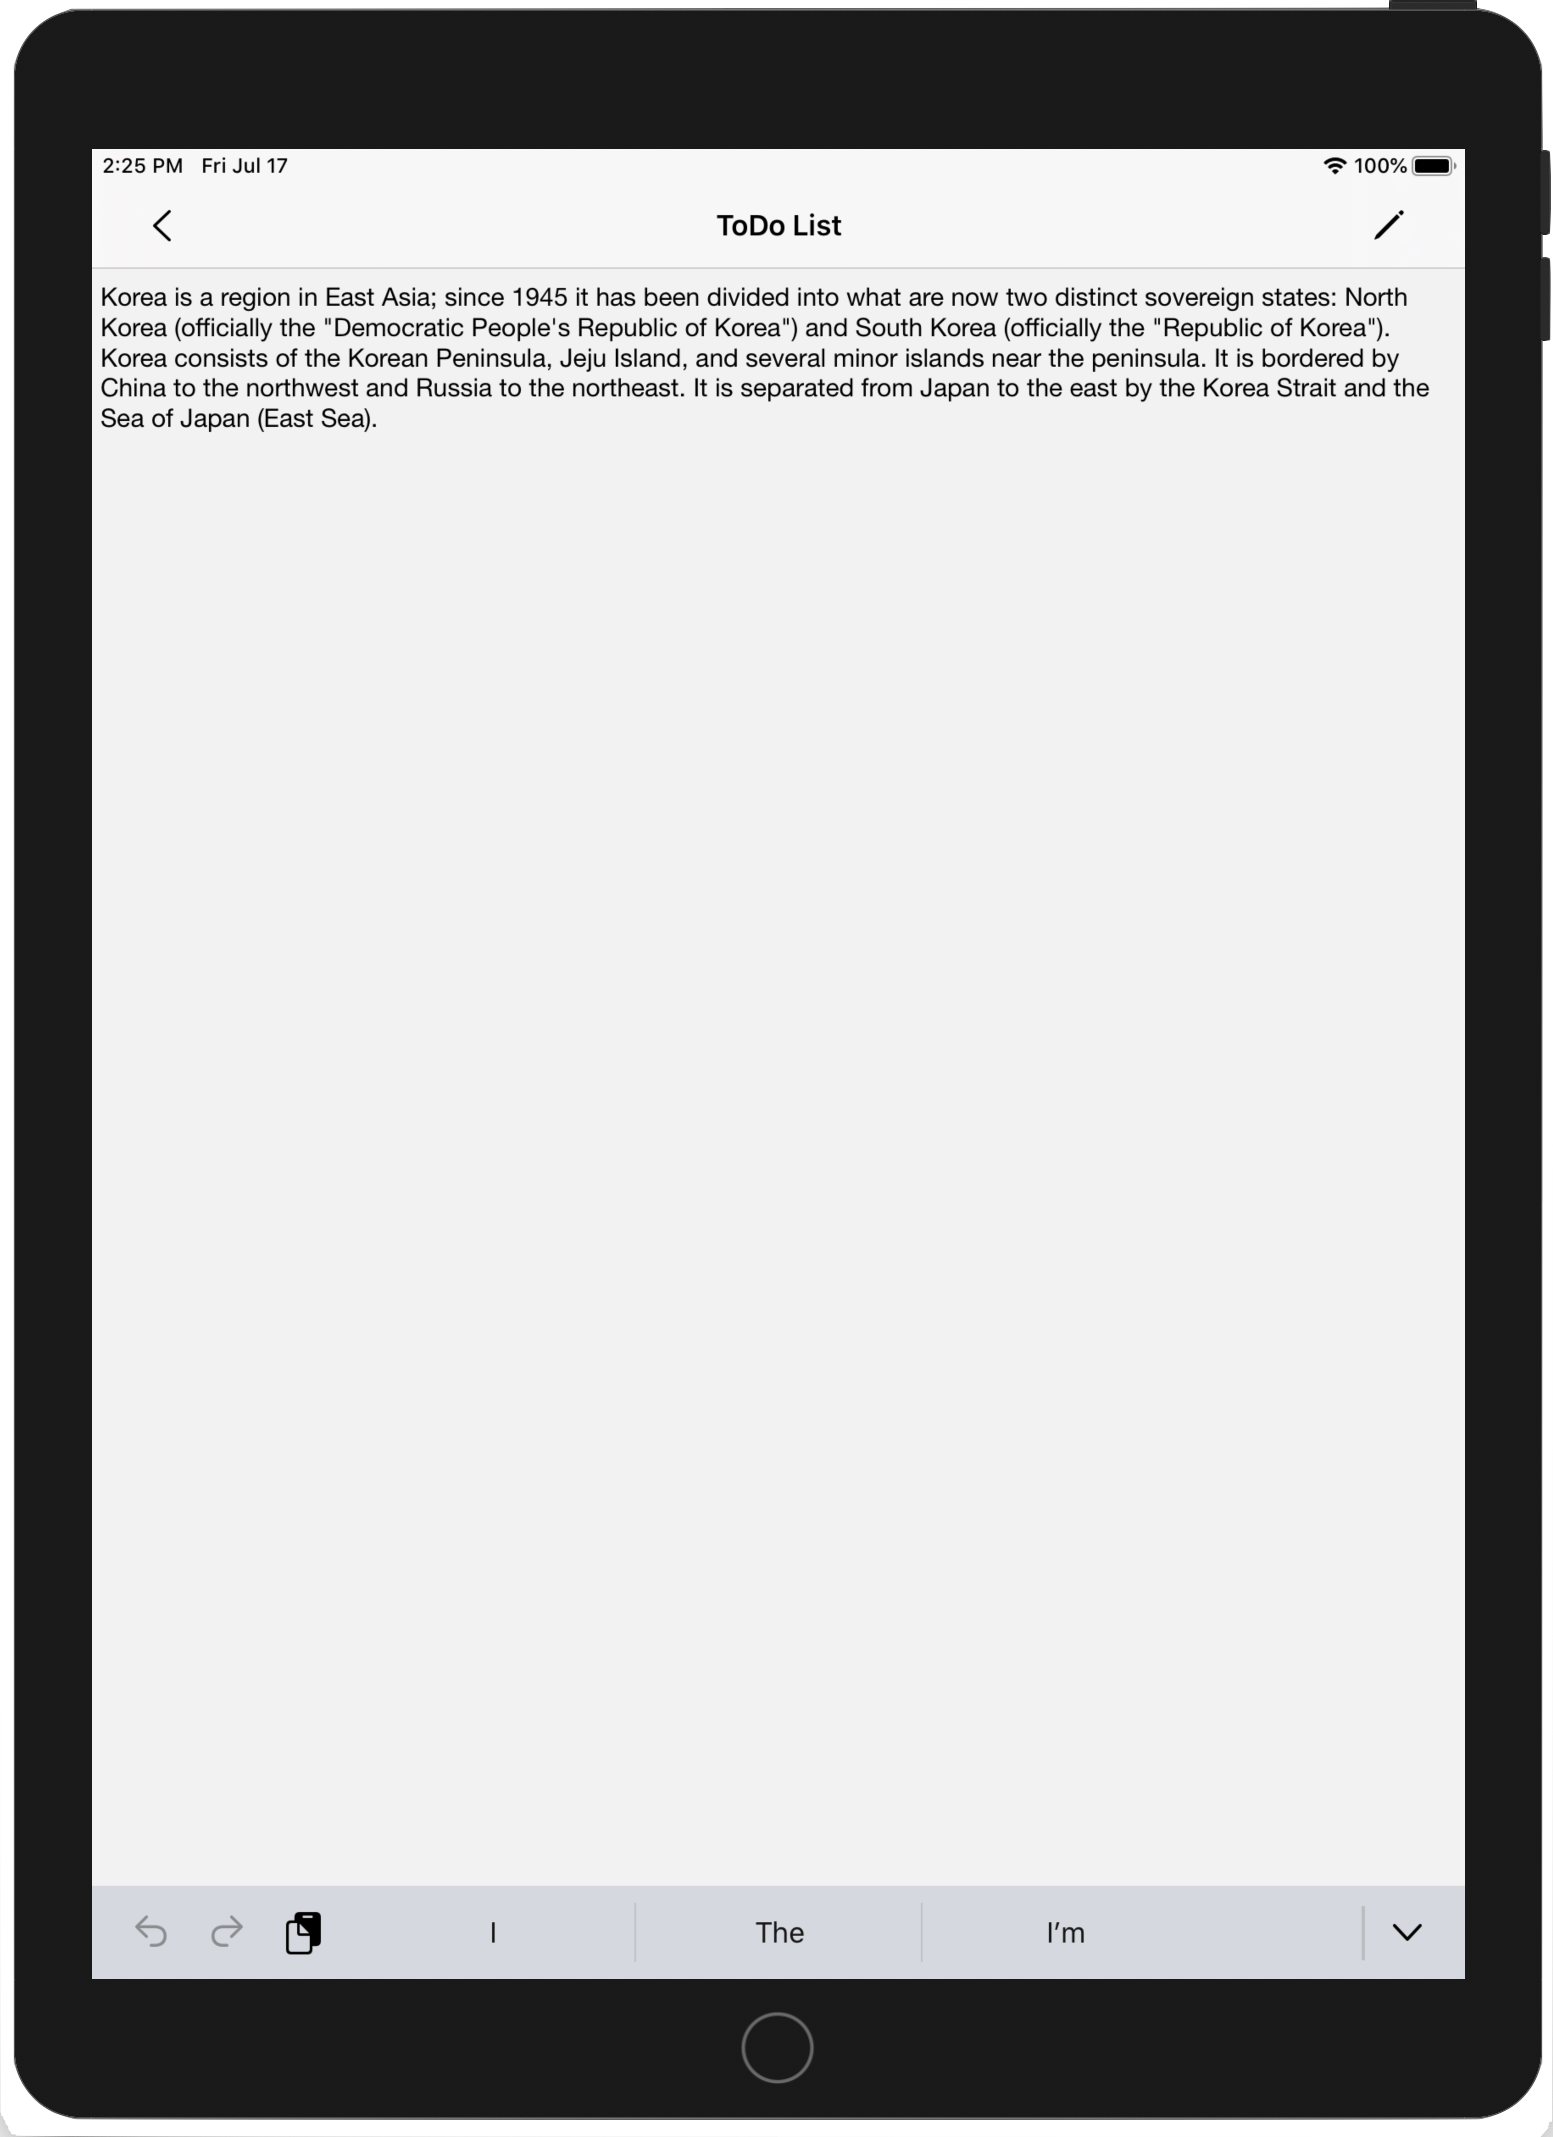 2:25 PM Fri Jul 17
100%
ToDo List
Korea is a region in East Asia; since 1945 it has been divided into what are now two distinct sovereign states: North
Korea (officially the "Democratic People's Republic of Korea") and South Korea (officially the "Republic of Korea").
Korea consists of the Korean Peninsula, Jeju Island, and several minor islands near the peninsula. It is bordered by
China to the northwest and Russia to the northeast. It is separated from Japan to the east by the Korea Strait and the
Sea of Japan (East Sea).
I
The
I’m